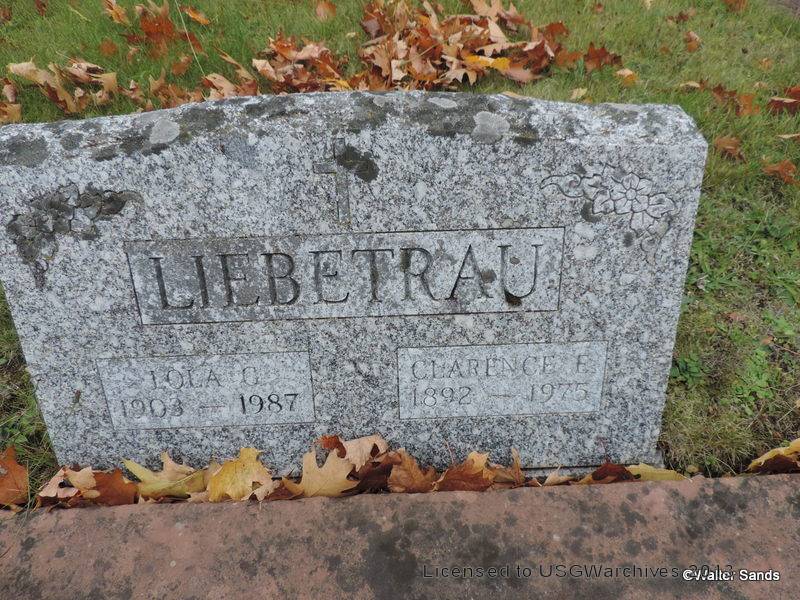 LIEBETRAU
LOLA G.
1903 — 1987
CLARENCE E.
1892 — 1975
Licensed to USGWarchives 2013
©Walter Sands